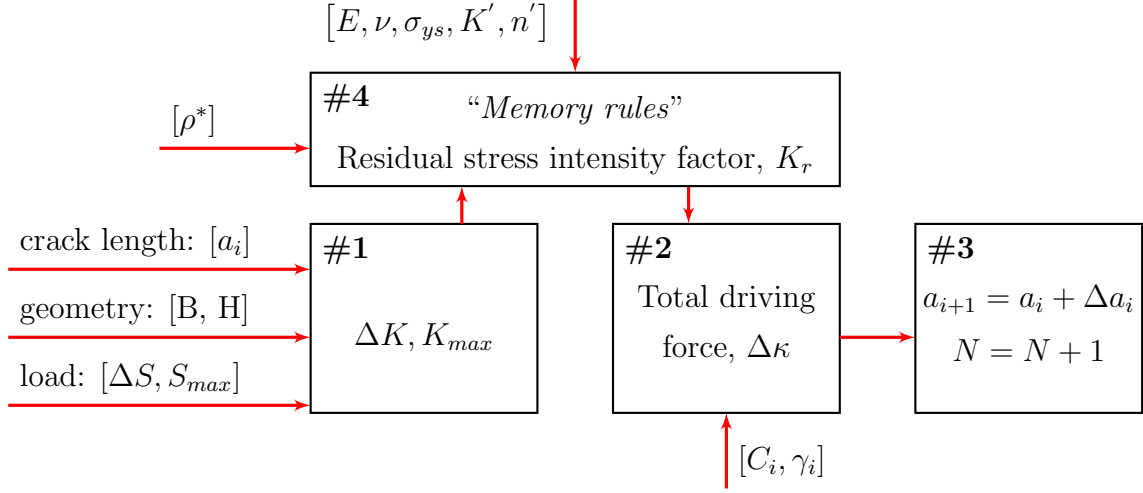 [E, ν, σ_ys, K′, n′]
#4
“Memory rules”
[ρ*]
Residual stress intensity factor, K_r
crack length: [a_i]
geometry: [B, H]
load: [ΔS, S_max]
#1
ΔK, K_max
#2
Total driving
force, Δκ
#3
a_{i+1} = a_i + Δa_i
N = N + 1
[C_i, γ_i]